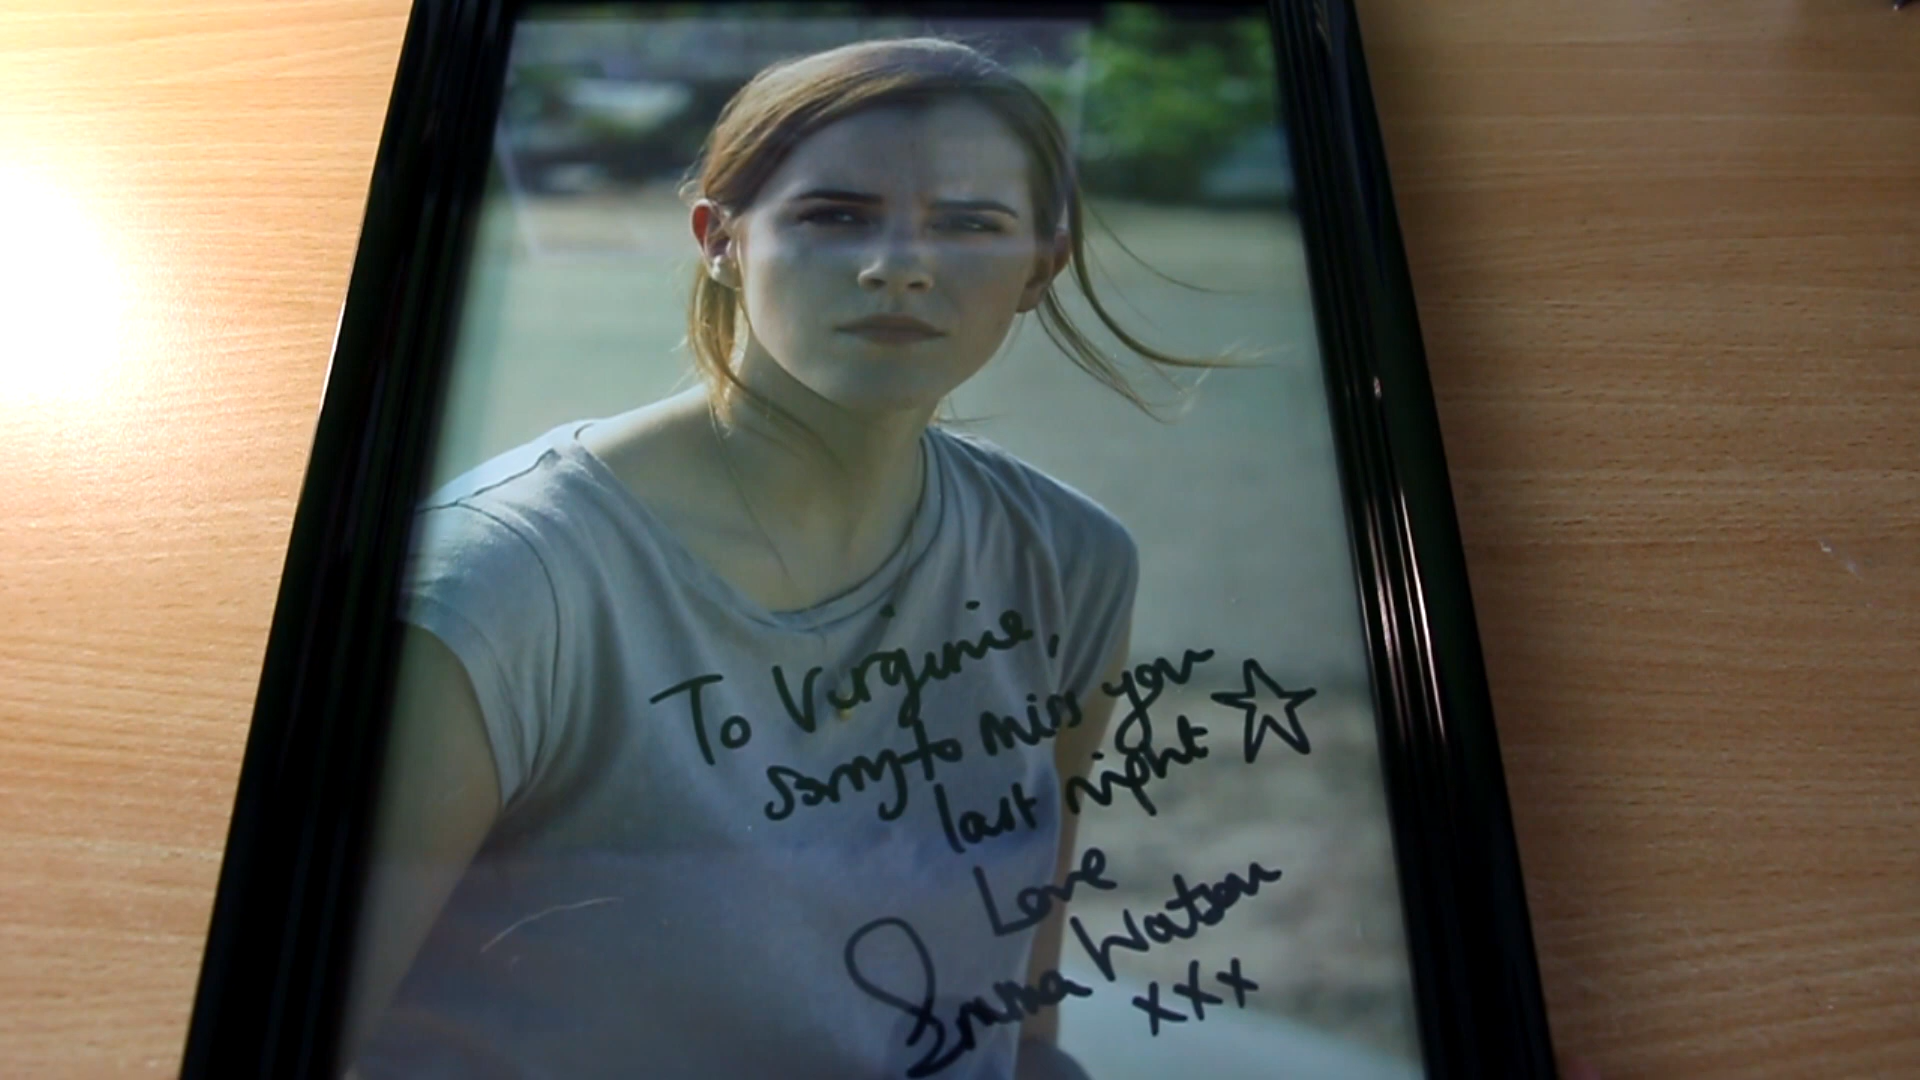 To Virginie,
sorry to miss you
last night
Love
Emma Watson
xxx